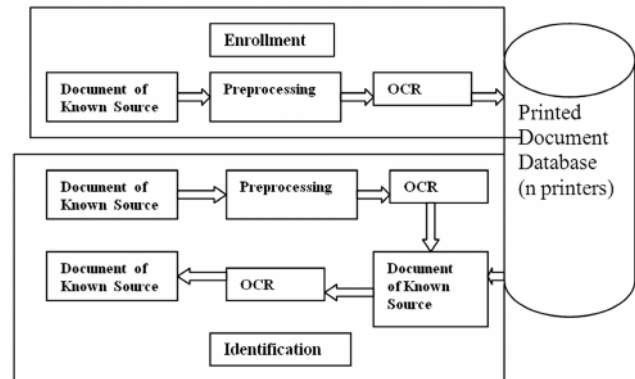 Enrollment
Document of
Known Source
Preprocessing
OCR
Printed
Document
Database
(n printers)
Document of
Known Source
Preprocessing
OCR
Document of
Known Source
OCR
Document
of Known
Source
Identification